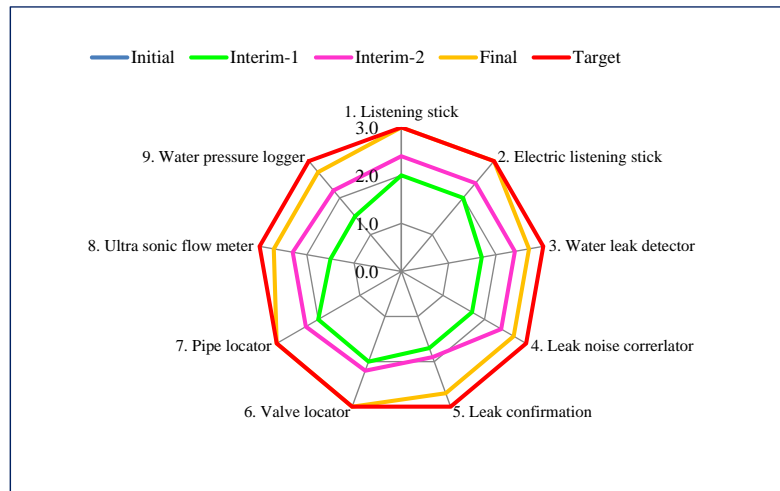 Initial Interim-1 Interim-2 Final Target
1. Listening stick
3.0
9. Water pressure logger
2. Electric listening stick
2.0
1.0
8. Ultra sonic flow meter
3. Water leak detector
0.0
7. Pipe locator
4. Leak noise correrlator
6. Valve locator
5. Leak confirmation